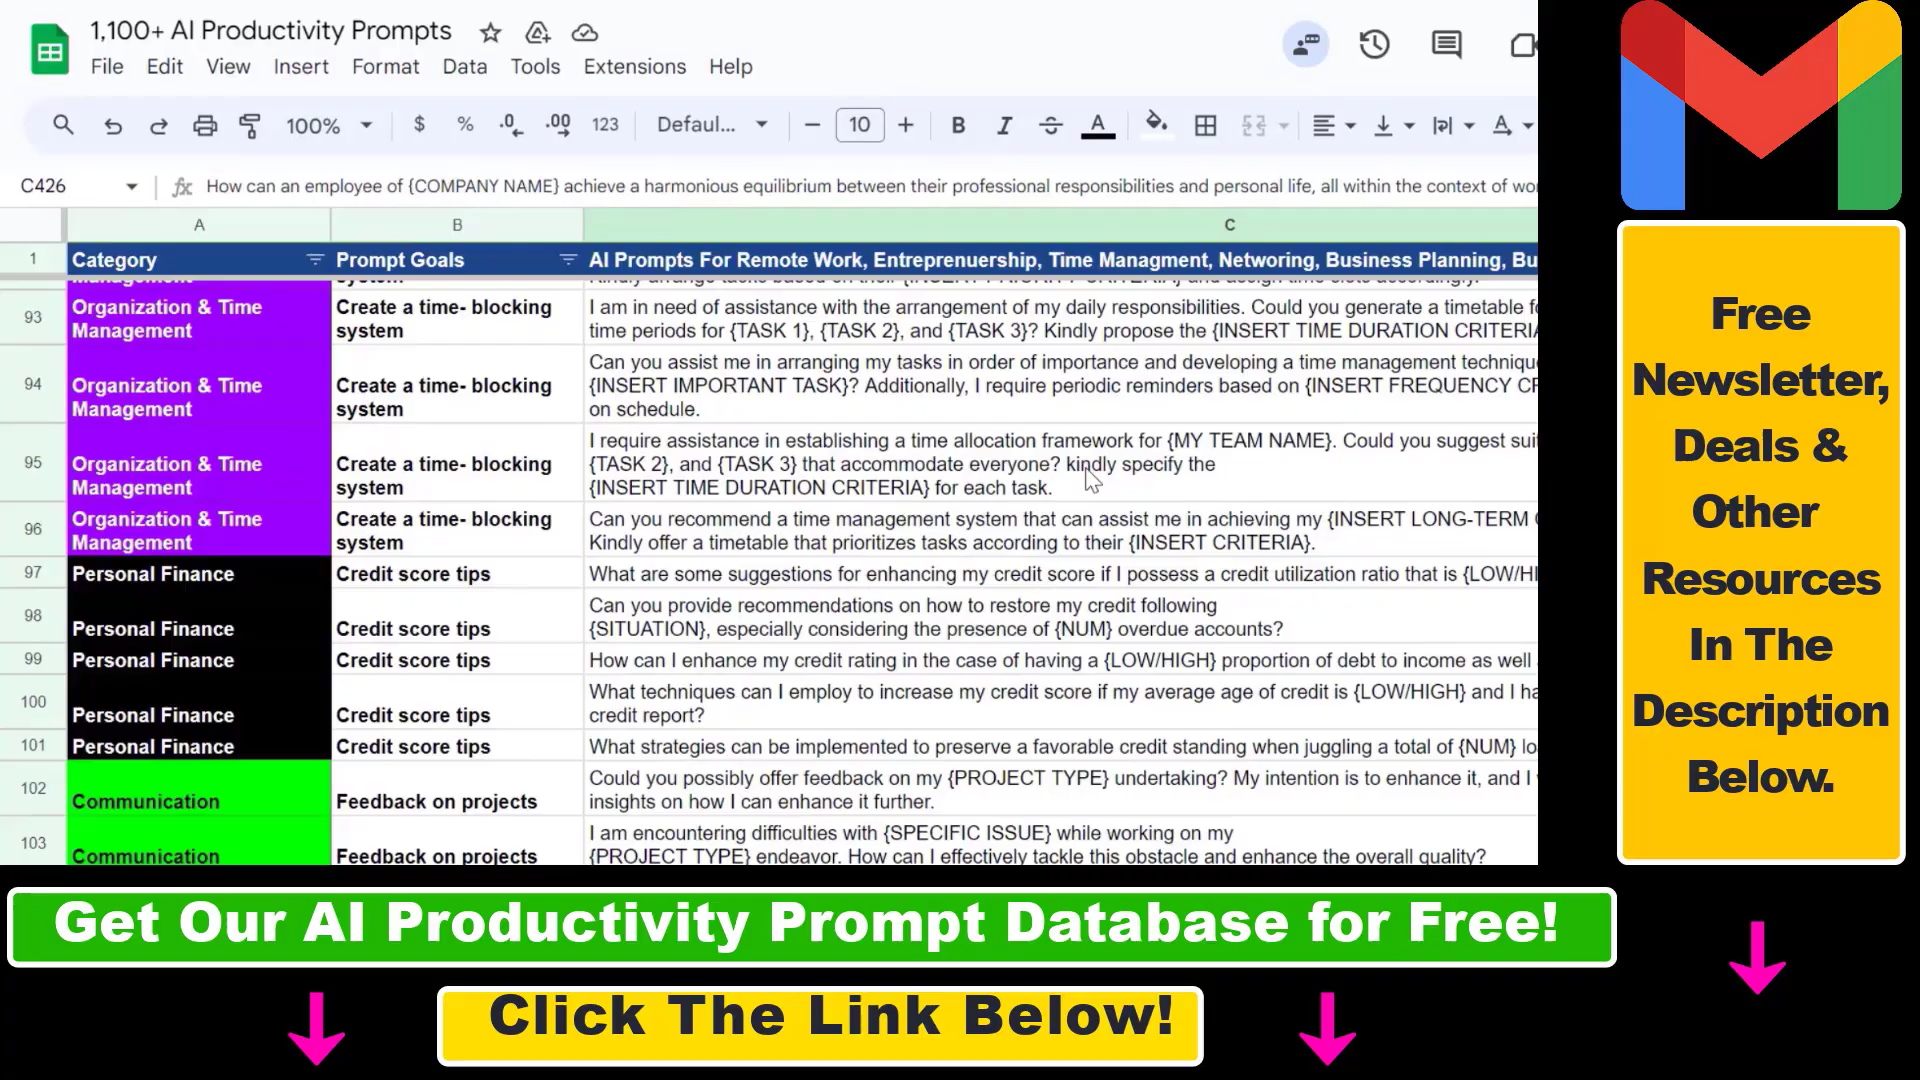 1,100+ AI Productivity Prompts
File Edit View Insert Format Data Tools Extensions Help
100% $ % .0 .00 123 Defaul... − 10 + B I A A
C426 fx How can an employee of {COMPANY NAME} achieve a harmonious equilibrium between their professional responsibilities and personal life, all within the context of wo
A B C
1 Category Prompt Goals AI Prompts For Remote Work, Entreprenuership, Time Managment, Networing, Business Planning, Bu
93 Organization & Time Management Create a time- blocking system I am in need of assistance with the arrangement of my daily responsibilities. Could you generate a timetable f
time periods for {TASK 1}, {TASK 2}, and {TASK 3}? Kindly propose the {INSERT TIME DURATION CRITERIA
94 Organization & Time Management Create a time- blocking system Can you assist me in arranging my tasks in order of importance and developing a time management techniqu
{INSERT IMPORTANT TASK}? Additionally, I require periodic reminders based on {INSERT FREQUENCY CR
on schedule.
95 Organization & Time Management Create a time- blocking system I require assistance in establishing a time allocation framework for {MY TEAM NAME}. Could you suggest sui
{TASK 2}, and {TASK 3} that accommodate everyone? kindly specify the
{INSERT TIME DURATION CRITERIA} for each task.
96 Organization & Time Management Create a time- blocking system Can you recommend a time management system that can assist me in achieving my {INSERT LONG-TERM
Kindly offer a timetable that prioritizes tasks according to their {INSERT CRITERIA}.
97 Personal Finance Credit score tips What are some suggestions for enhancing my credit score if I possess a credit utilization ratio that is {LOW/HI
98 Personal Finance Credit score tips Can you provide recommendations on how to restore my credit following
{SITUATION}, especially considering the presence of {NUM} overdue accounts?
99 Personal Finance Credit score tips How can I enhance my credit rating in the case of having a {LOW/HIGH} proportion of debt to income as well
100 Personal Finance Credit score tips What techniques can I employ to increase my credit score if my average age of credit is {LOW/HIGH} and I ha
credit report?
101 Personal Finance Credit score tips What strategies can be implemented to preserve a favorable credit standing when juggling a total of {NUM} lo
102 Communication Feedback on projects Could you possibly offer feedback on my {PROJECT TYPE} undertaking? My intention is to enhance it, and I
insights on how I can enhance it further.
103 Communication Feedback on projects I am encountering difficulties with {SPECIFIC ISSUE} while working on my
{PROJECT TYPE} endeavor. How can I effectively tackle this obstacle and enhance the overall quality?
Free
Newsletter,
Deals &
Other
Resources
In The
Description
Below.
Get Our AI Productivity Prompt Database for Free!
Click The Link Below!